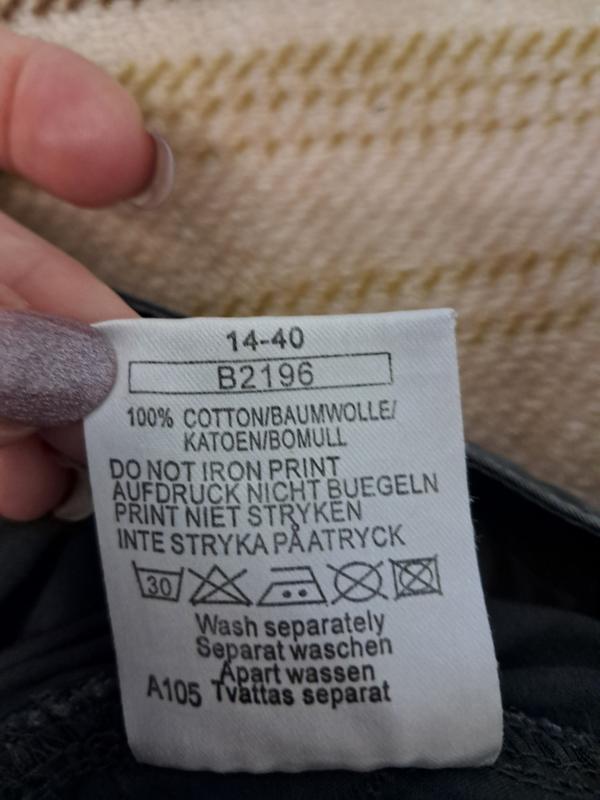 14-40
B2196
100% COTTON/BAUMWOLLE/
KATOEN/BOMULL
DO NOT IRON PRINT
AUFDRUCK NICHT BUEGELN
PRINT NIET STRYKEN
INTE STRYKA PÅATRYCK
30
Wash separately
Separat waschen
Apart wassen
A105 Tvattas separat